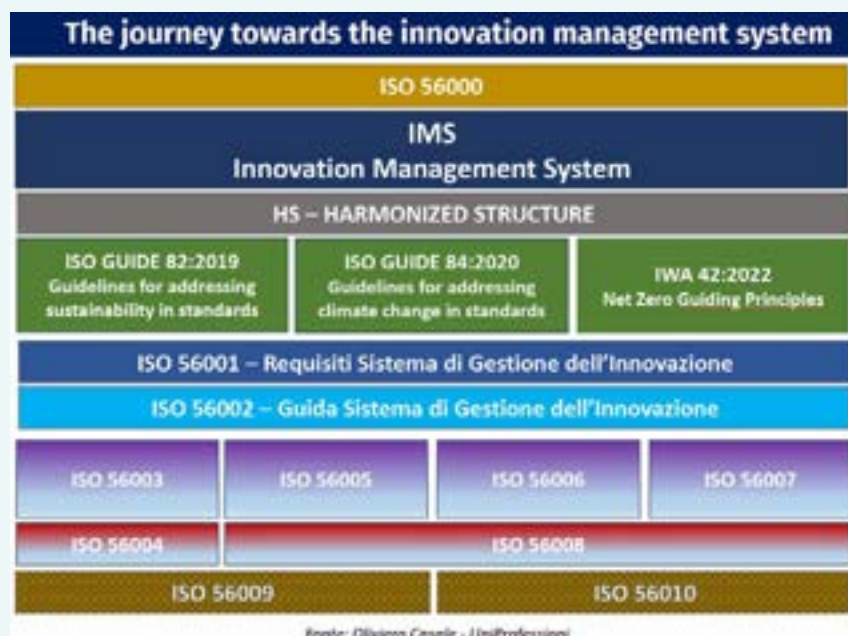 The journey towards the innovation management system
ISO 56000
IMS
Innovation Management System
HS – HARMONIZED STRUCTURE
ISO GUIDE 82:2019
Guidelines for addressing
sustainability in standards
ISO GUIDE 84:2020
Guidelines for addressing
climate change in standards
IWA 42:2022
Net Zero Guiding Principles
ISO 56001 – Requisiti Sistema di Gestione dell'Innovazione
ISO 56002 – Guida Sistema di Gestione dell'Innovazione
ISO 56003
ISO 56005
ISO 56006
ISO 56007
ISO 56004
ISO 56008
ISO 56009
ISO 56010
Fonte: Oliviero Casale - UniProfessioni